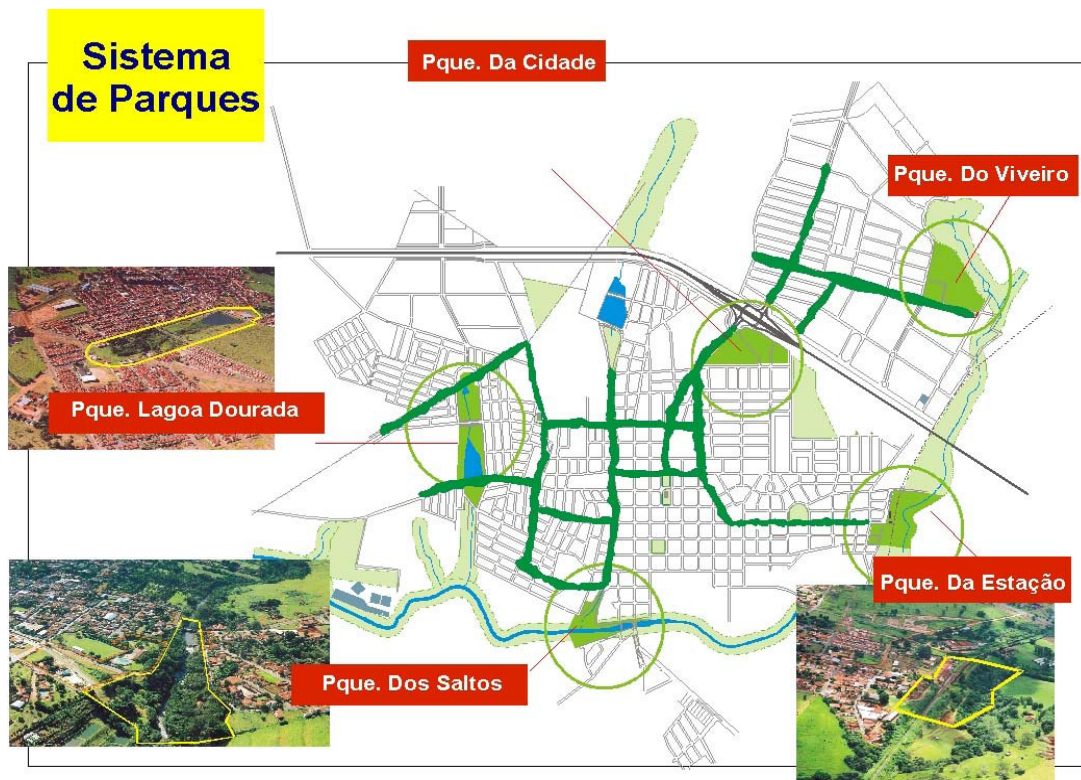 Sistema
de Parques
Pque. Da Cidade
Pque. Do Viveiro
Pque. Lagoa Dourada
Pque. Da Estação
Pque. Dos Saltos